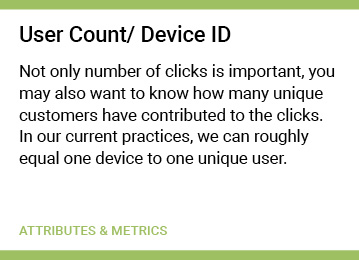 User Count/ Device ID
Not only number of clicks is important, you
may also want to know how many unique
customers have contributed to the clicks.
In our current practices, we can roughly
equal one device to one unique user.
ATTRIBUTES & METRICS